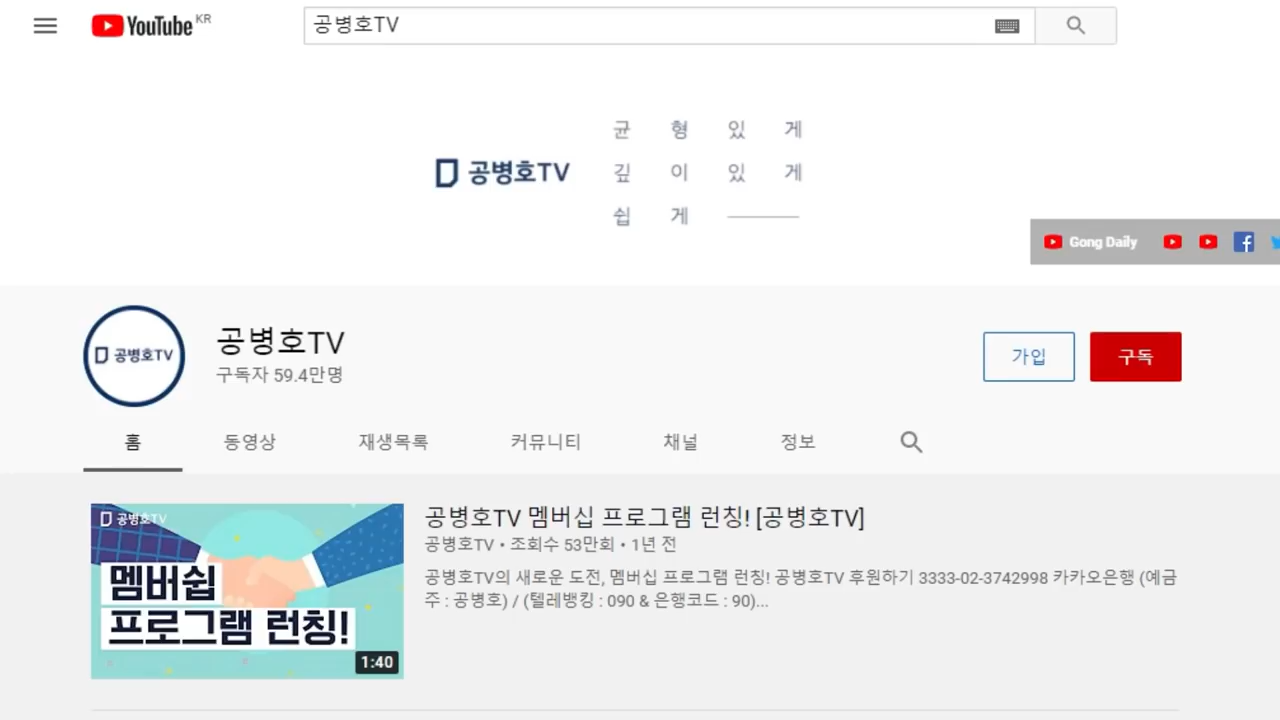 YouTube KR
공병호TV
균 형 있 게
공병호TV
깊 이 있 게
쉽 게
Gong Daily
공병호TV
공병호TV
구독자 59.4만명
가입
구독
홈
동영상
재생목록
커뮤니티
채널
정보
공병호TV
멤버쉽
프로그램 런칭!
1:40
공병호TV 멤버십 프로그램 런칭! [공병호TV]
공병호TV • 조회수 53만회 • 1년 전
공병호TV의 새로운 도전, 멤버십 프로그램 런칭! 공병호TV 후원하기 3333-02-3742998 카카오은행 (예금
주 : 공병호) / (텔레뱅킹 : 090 & 은행코드 : 90)...